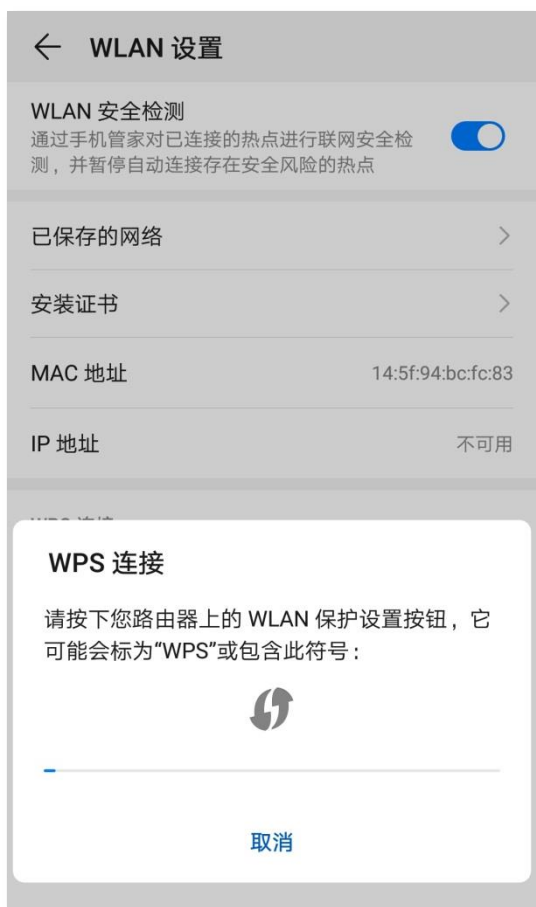 WLAN 设置
WLAN 安全检测
通过手机管家对已连接的热点进行联网安全检
测，并暂停自动连接存在安全风险的热点
已保存的网络
安装证书
MAC 地址 14:5f:94:bc:fc:83
IP 地址 不可用
WPS 连接
WPS 连接
请按下您路由器上的 WLAN 保护设置按钮，它
可能会标为“WPS”或包含此符号：
取消